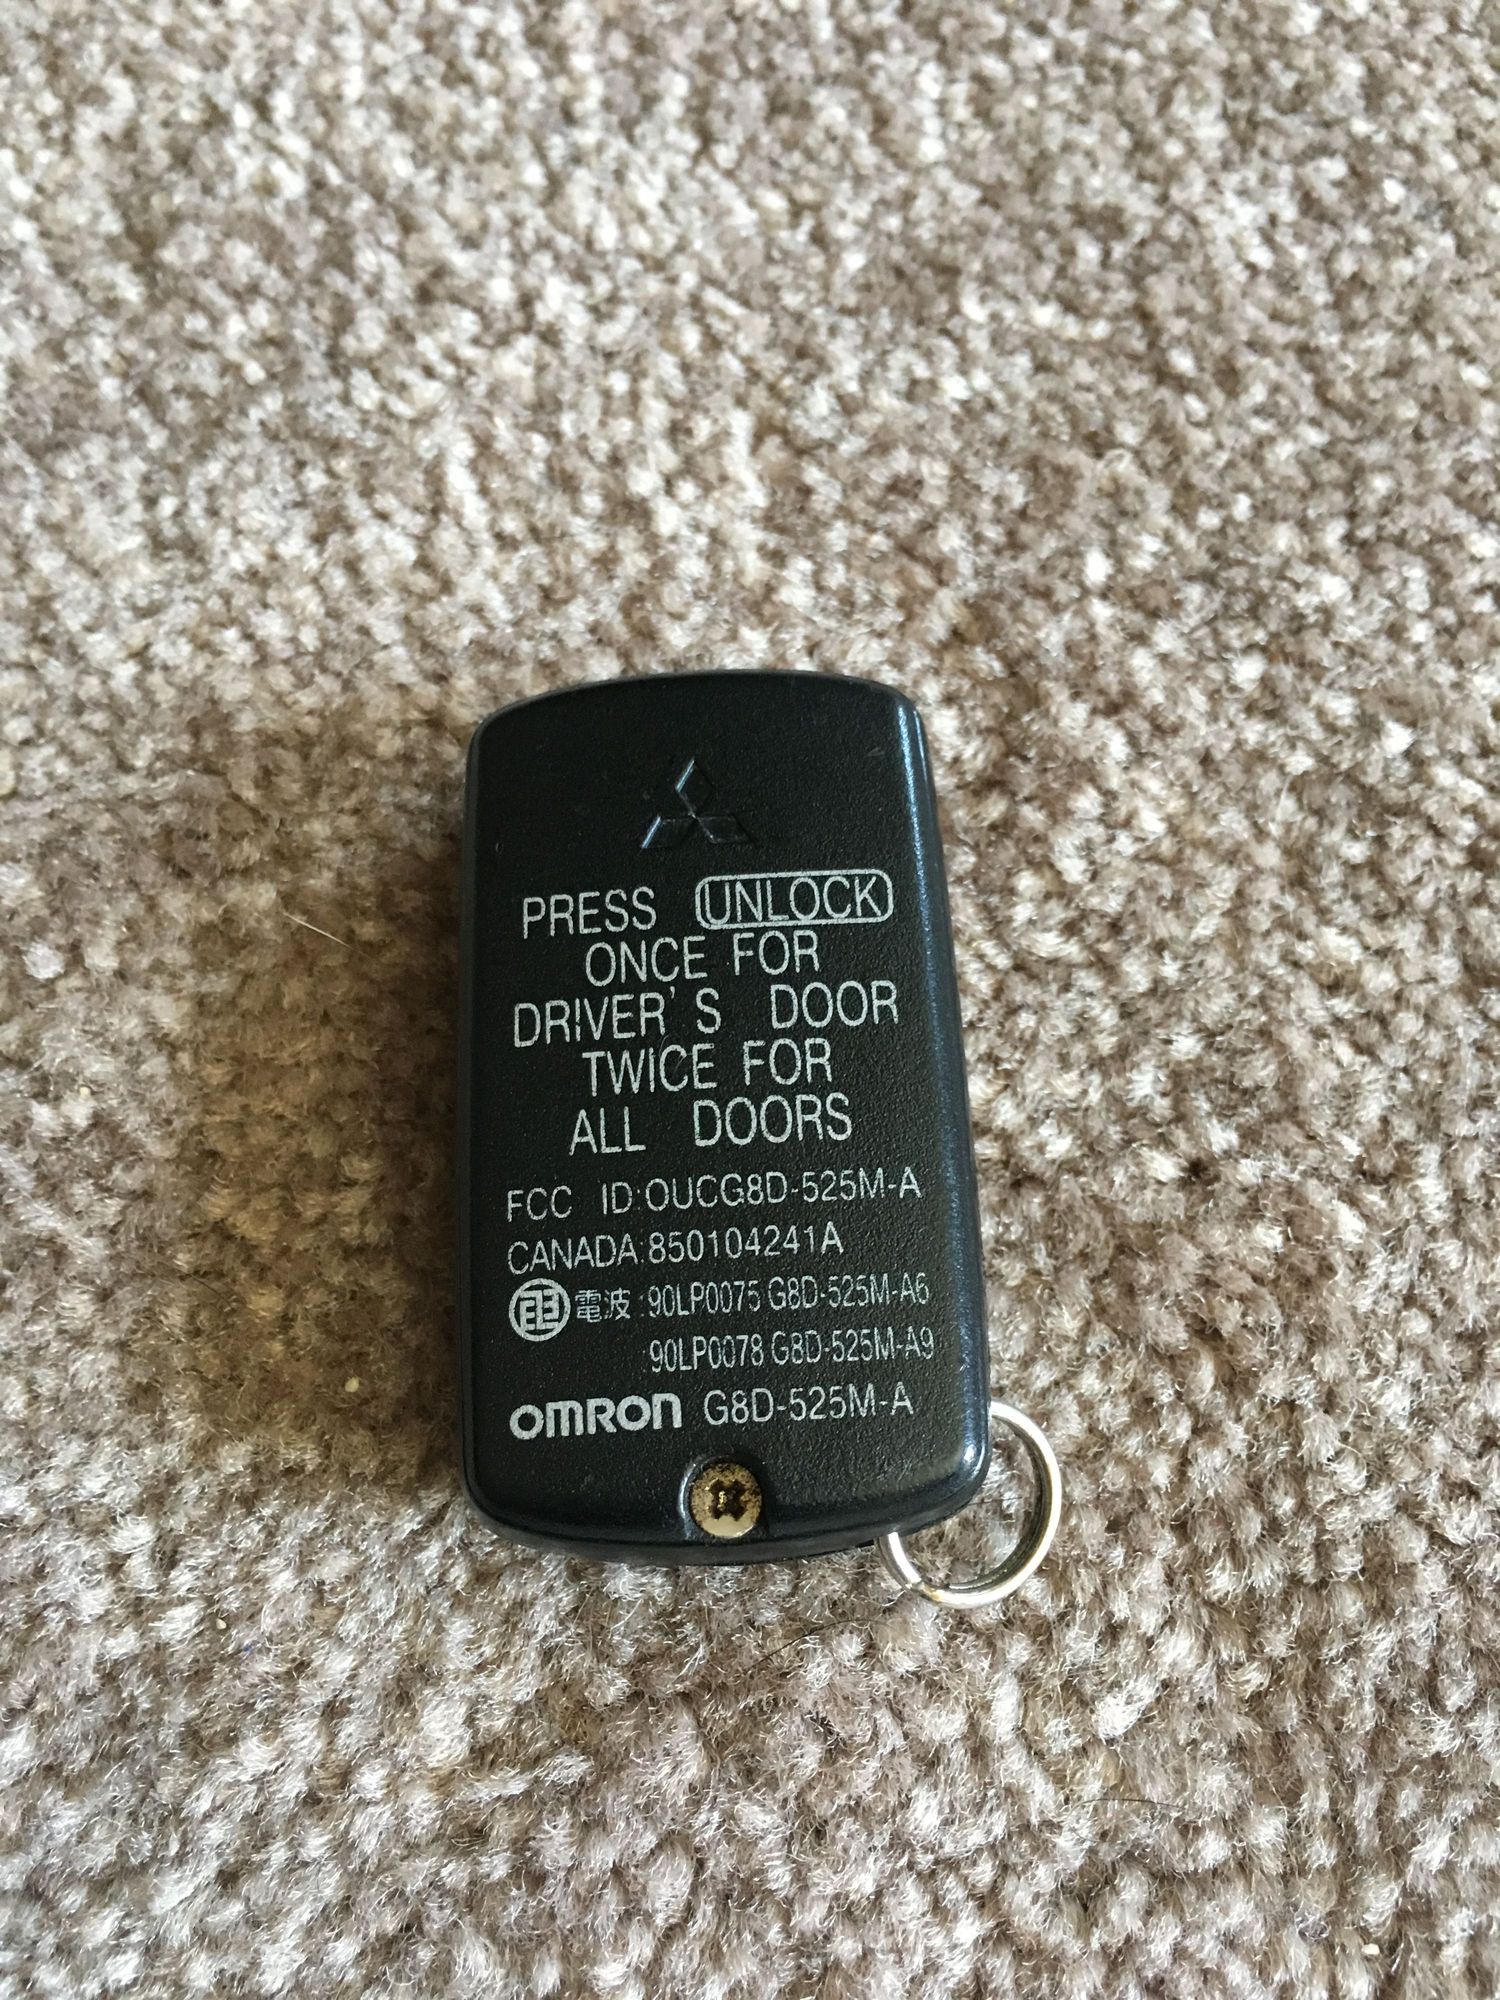 PRESS UNLOCK
ONCE FOR
DRIVER'S DOOR
TWICE FOR
ALL DOORS
FCC ID:OUCG8D-525M-A
CANADA:850104241A
電波:90LP0075 G8D-525M-A6
90LP0078 G8D-525M-A9
OMRON G8D-525M-A